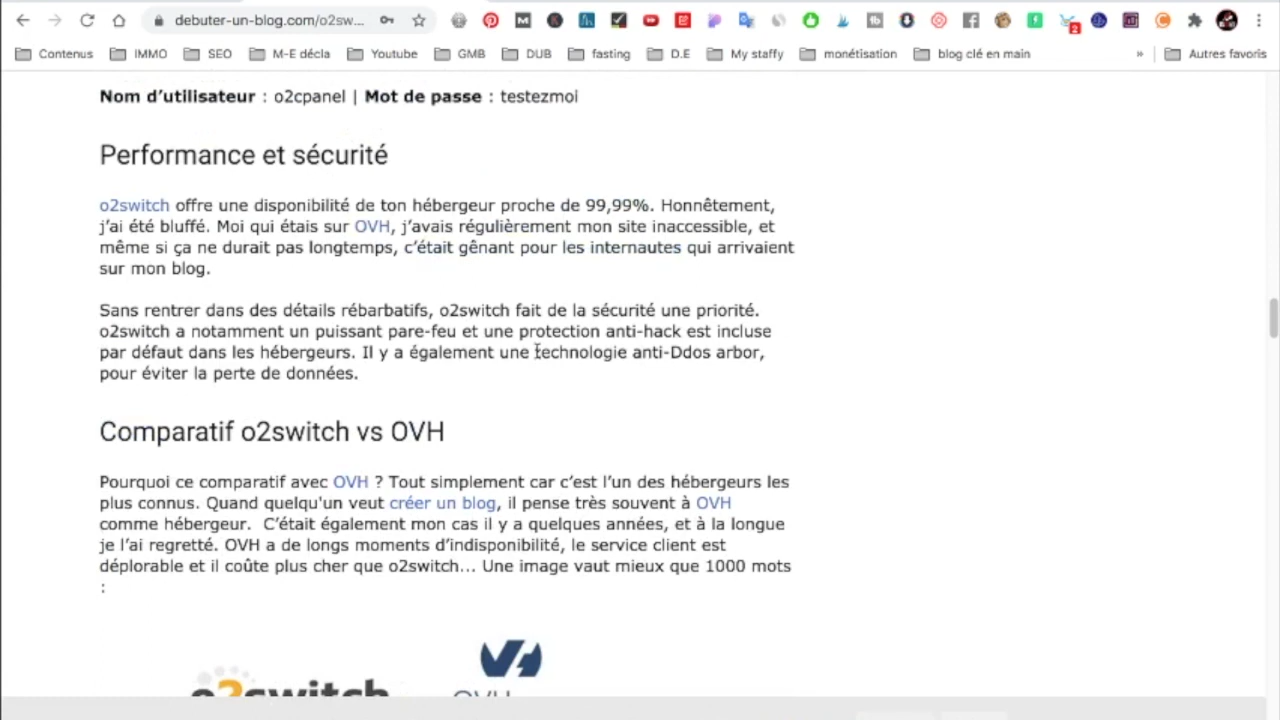 debuter-un-blog.com/o2sw...
2
Contenus IMMO SEO M-E décla Youtube GMB DUB fasting D.E My staffy monétisation blog clé en main » Autres favoris
Nom d’utilisateur : o2cpanel | Mot de passe : testezmoi
Performance et sécurité
o2switch offre une disponibilité de ton hébergeur proche de 99,99%. Honnêtement,
j’ai été bluffé. Moi qui étais sur OVH, j’avais régulièrement mon site inaccessible, et
même si ça ne durait pas longtemps, c’était gênant pour les internautes qui arrivaient
sur mon blog.
Sans rentrer dans des détails rébarbatifs, o2switch fait de la sécurité une priorité.
o2switch a notamment un puissant pare-feu et une protection anti-hack est incluse
par défaut dans les hébergeurs. Il y a également une technologie anti-Ddos arbor,
pour éviter la perte de données.
Comparatif o2switch vs OVH
Pourquoi ce comparatif avec OVH ? Tout simplement car c’est l’un des hébergeurs les
plus connus. Quand quelqu'un veut créer un blog, il pense très souvent à OVH
comme hébergeur. C’était également mon cas il y a quelques années, et à la longue
je l’ai regretté. OVH a de longs moments d’indisponibilité, le service client est
déplorable et il coûte plus cher que o2switch… Une image vaut mieux que 1000 mots
:
o2switch OVH